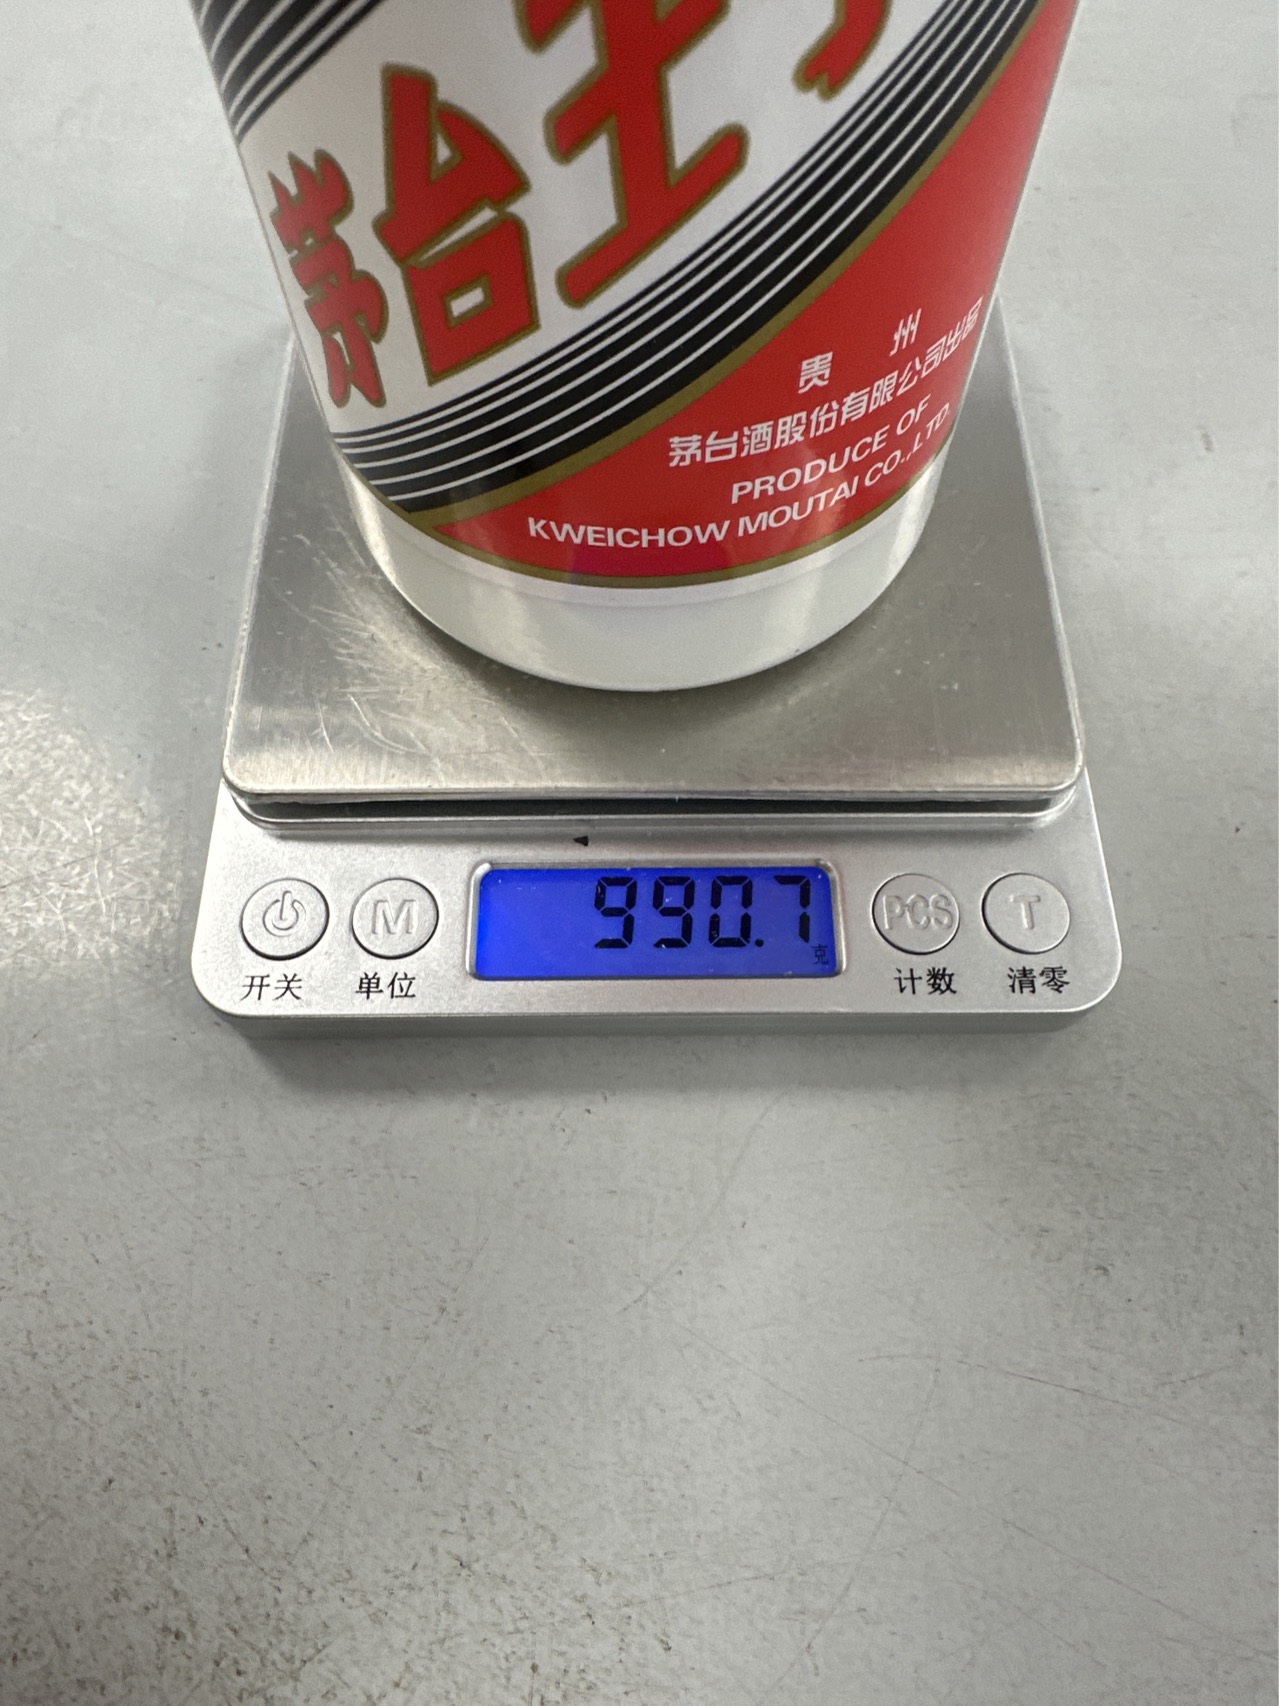 茅台王
贵 州
茅台酒股份有限公司出品
PRODUCE OF
KWEICHOW MOUTAI CO.,LTD.
990.7
克
M
PCS
T
开关
单位
计数
清零